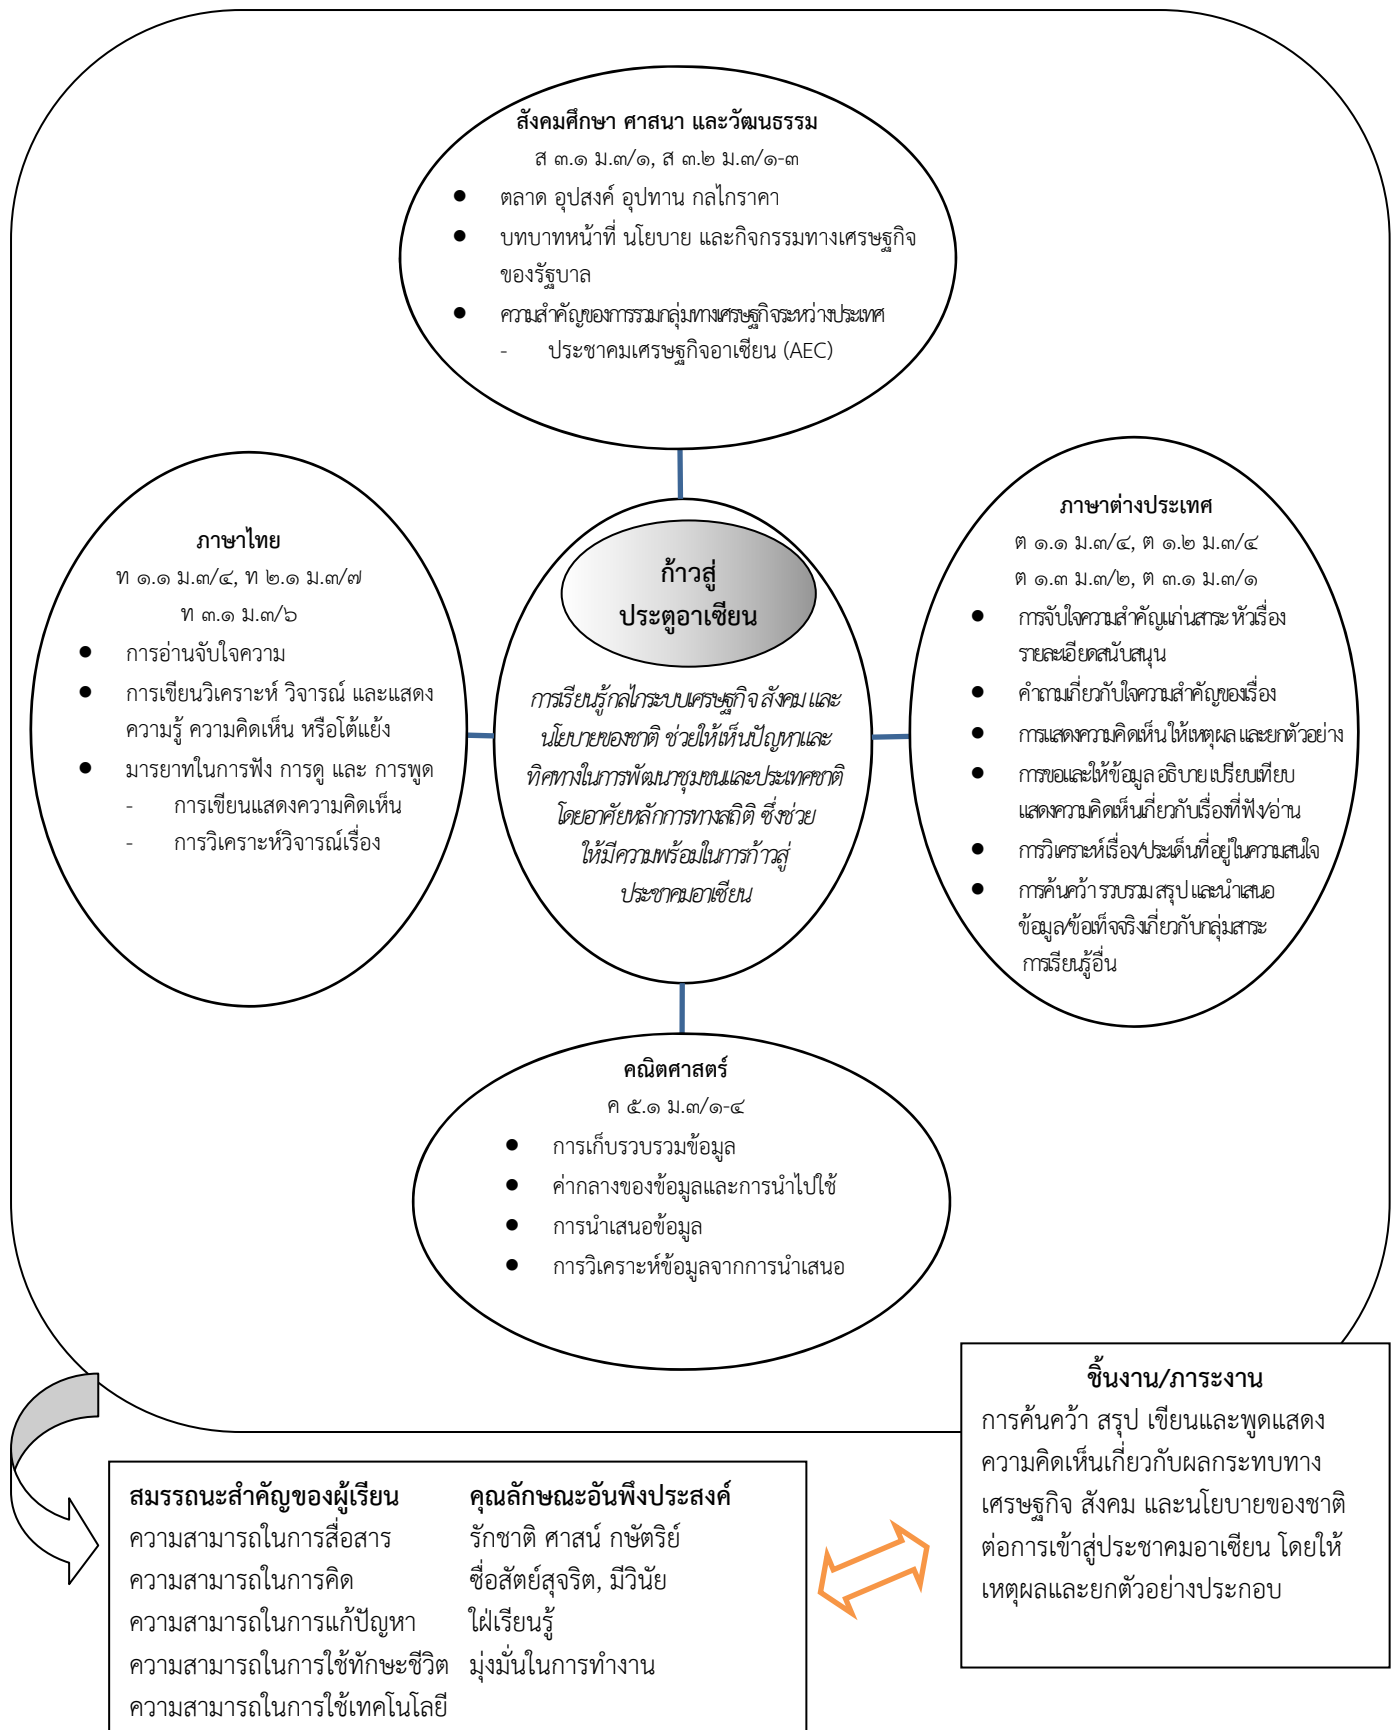 สังคมศึกษา ศาสนา และวัฒนธรรม
ส ๓.๑ ม.๓/๑, ส ๓.๒ ม.๓/๑-๓
● ตลาด อุปสงค์ อุปทาน กลไกราคา
● บทบาทหน้าที่ นโยบาย และกิจกรรมทางเศรษฐกิจ
ของรัฐบาล
● ความสำคัญของการรวมกลุ่มทางเศรษฐกิจระหว่างประเทศ
- ประชาคมเศรษฐกิจอาเซียน (AEC)
ภาษาไทย
ท ๑.๑ ม.๓/๔, ท ๒.๑ ม.๓/๗
ท ๓.๑ ม.๓/๖
● การอ่านจับใจความ
● การเขียนวิเคราะห์ วิจารณ์ และแสดง
ความรู้ ความคิดเห็น หรือโต้แย้ง
● มารยาทในการฟัง การดู และ การพูด
- การเขียนแสดงความคิดเห็น
- การวิเคราะห์วิจารณ์เรื่อง
ก้าวสู่
ประตูอาเซียน
การเรียนรู้กลไกระบบเศรษฐกิจ สังคม และ
นโยบายของชาติ ช่วยให้เห็นปัญหาและ
ทิศทางในการพัฒนาชุมชนและประเทศชาติ
โดยอาศัยหลักการทางสถิติ ซึ่งช่วย
ให้มีความพร้อมในการก้าวสู่
ประชาคมอาเซียน
ภาษาต่างประเทศ
ต ๑.๑ ม.๓/๔, ต ๑.๒ ม.๓/๔
ต ๑.๓ ม.๓/๒, ต ๓.๑ ม.๓/๑
● การจับใจความสำคัญ แก่นสาระ หัวเรื่อง
รายละเอียดสนับสนุน
● คำถามเกี่ยวกับใจความสำคัญของเรื่อง
● การแสดงความคิดเห็น ให้เหตุผล และยกตัวอย่าง
● การขอและให้ข้อมูล อธิบาย เปรียบเทียบ
แสดงความคิดเห็นเกี่ยวกับเรื่องที่ฟัง/อ่าน
● การวิเคราะห์เรื่อง/ประเด็นที่อยู่ในความสนใจ
● การค้นคว้า รวบรวม สรุป และนำเสนอ
ข้อมูล/ข้อเท็จจริงเกี่ยวกับกลุ่มสาระ
การเรียนรู้อื่น
คณิตศาสตร์
ค ๕.๑ ม.๓/๑-๔
● การเก็บรวบรวมข้อมูล
● ค่ากลางของข้อมูลและการนำไปใช้
● การนำเสนอข้อมูล
● การวิเคราะห์ข้อมูลจากการนำเสนอ
ชิ้นงาน/ภาระงาน
การค้นคว้า สรุป เขียนและพูดแสดง
ความคิดเห็นเกี่ยวกับผลกระทบทาง
เศรษฐกิจ สังคม และนโยบายของชาติ
ต่อการเข้าสู่ประชาคมอาเซียน โดยให้
เหตุผลและยกตัวอย่างประกอบ
สมรรถนะสำคัญของผู้เรียน
ความสามารถในการสื่อสาร
ความสามารถในการคิด
ความสามารถในการแก้ปัญหา
ความสามารถในการใช้ทักษะชีวิต
ความสามารถในการใช้เทคโนโลยี
คุณลักษณะอันพึงประสงค์
รักชาติ ศาสน์ กษัตริย์
ซื่อสัตย์สุจริต, มีวินัย
ใฝ่เรียนรู้
มุ่งมั่นในการทำงาน